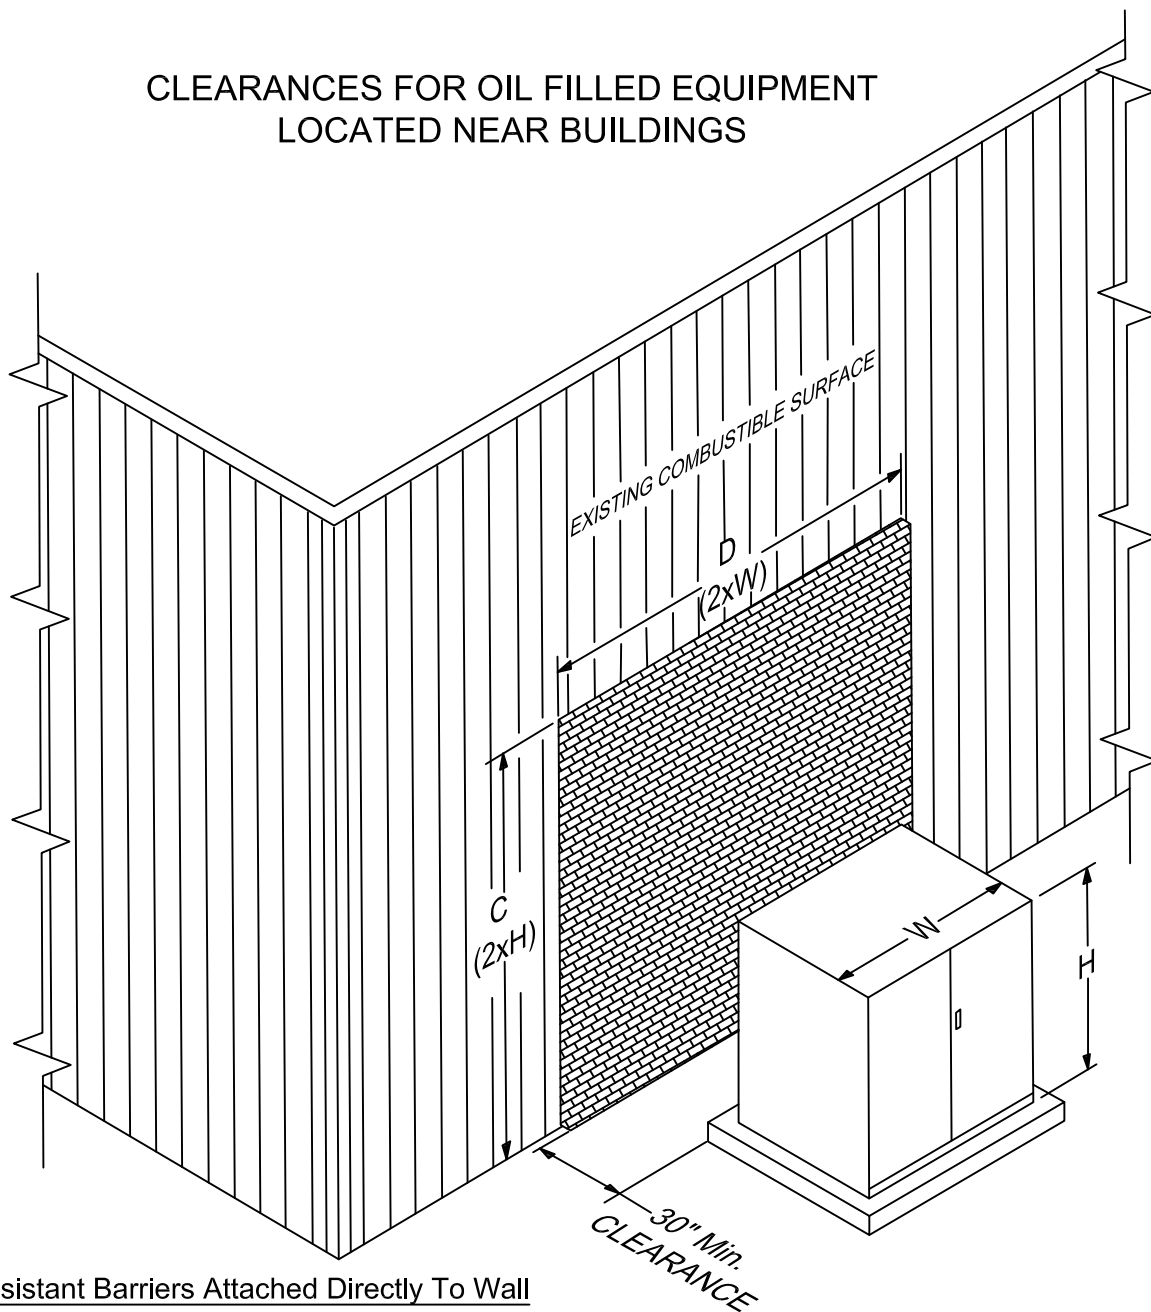 CLEARANCES FOR OIL FILLED EQUIPMENT
LOCATED NEAR BUILDINGS
EXISTING COMBUSTIBLE SURFACE
D
(2xW)
C
(2xH)
W
H
30" Min.
CLEARANCE
sistant Barriers Attached Directly To Wall